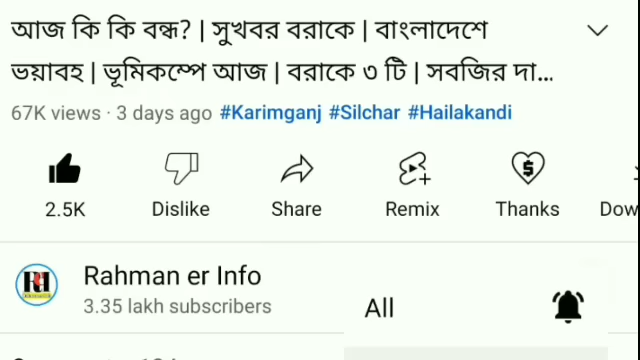 আজ কি কি বন্ধ? | সুখবর বরাকে | বাংলাদেশে
ভয়াবহ | ভূমিকম্পে আজ | বরাকে ৩ টি | সবজির দা...
67K views · 3 days ago #Karimganj #Silchar #Hailakandi
2.5K Dislike Share Remix Thanks Dow
Rahman er Info
3.35 lakh subscribers
All